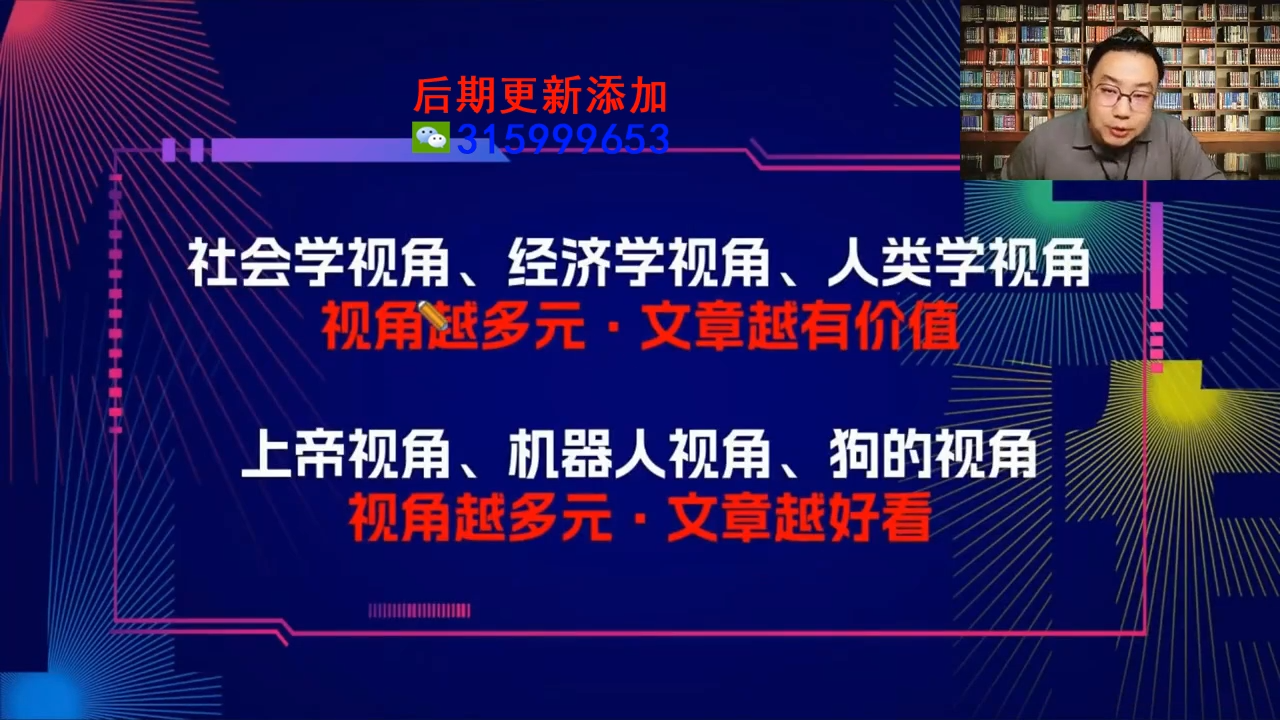 后期更新添加
315999653
社会学视角、经济学视角、人类学视角
视角越多元·文章越有价值
上帝视角、机器人视角、狗的视角
视角越多元·文章越好看